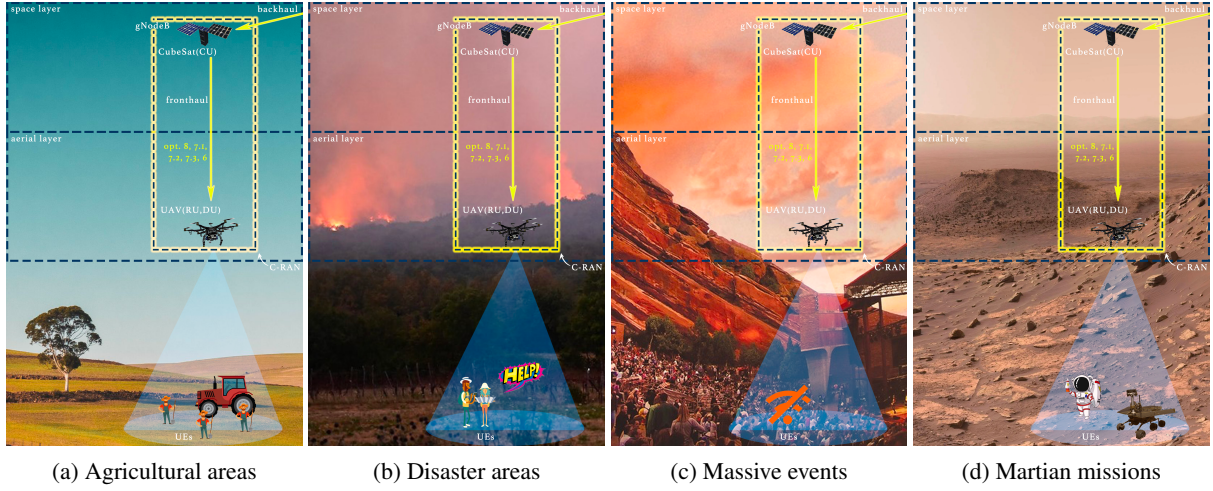 space layer
backhaul
gNodeB
CubeSat(CU)
fronthaul
aerial layer
opt. 8, 7.1,
7.2, 7.3, 6
UAV(RU,DU)
C-RAN
UEs
(a) Agricultural areas
space layer
backhaul
gNodeB
CubeSat(CU)
fronthaul
aerial layer
opt. 8, 7.1,
7.2, 7.3, 6
UAV(RU,DU)
C-RAN
HELP!
UEs
(b) Disaster areas
space layer
backhaul
gNodeB
CubeSat(CU)
fronthaul
aerial layer
opt. 8, 7.1,
7.2, 7.3, 6
UAV(RU,DU)
C-RAN
UEs
(c) Massive events
space layer
backhaul
gNodeB
CubeSat(CU)
fronthaul
aerial layer
opt. 8, 7.1,
7.2, 7.3, 6
UAV(RU,DU)
C-RAN
UEs
(d) Martian missions